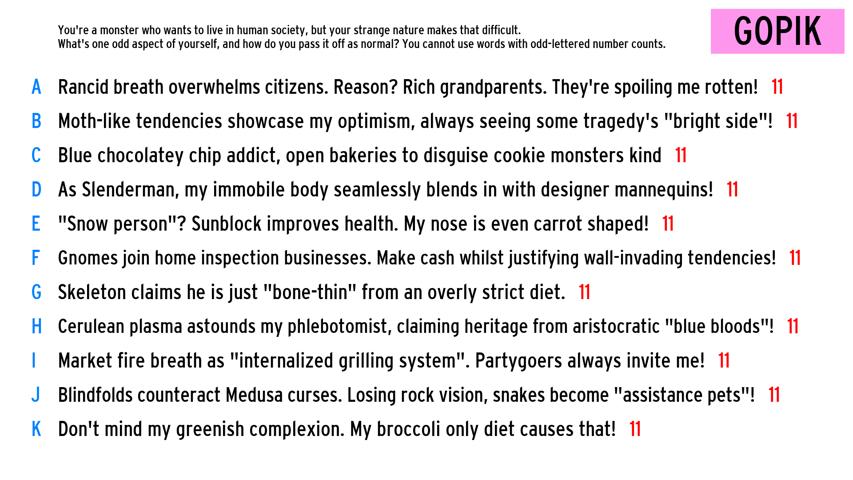 You're a monster who wants to live in human society, but your strange nature makes that difficult.
What's one odd aspect of yourself, and how do you pass it off as normal? You cannot use words with odd-lettered number counts.
GOPIK
A Rancid breath overwhelms citizens. Reason? Rich grandparents. They're spoiling me rotten! 11
B Moth-like tendencies showcase my optimism, always seeing some tragedy's "bright side"! 11
C Blue chocolatey chip addict, open bakeries to disguise cookie monsters kind 11
D As Slenderman, my immobile body seamlessly blends in with designer mannequins! 11
E "Snow person"? Sunblock improves health. My nose is even carrot shaped! 11
F Gnomes join home inspection businesses. Make cash whilst justifying wall-invading tendencies! 11
G Skeleton claims he is just "bone-thin" from an overly strict diet. 11
H Cerulean plasma astounds my phlebotomist, claiming heritage from aristocratic "blue bloods"! 11
I Market fire breath as "internalized grilling system". Partygoers always invite me! 11
J Blindfolds counteract Medusa curses. Losing rock vision, snakes become "assistance pets"! 11
K Don't mind my greenish complexion. My broccoli only diet causes that! 11